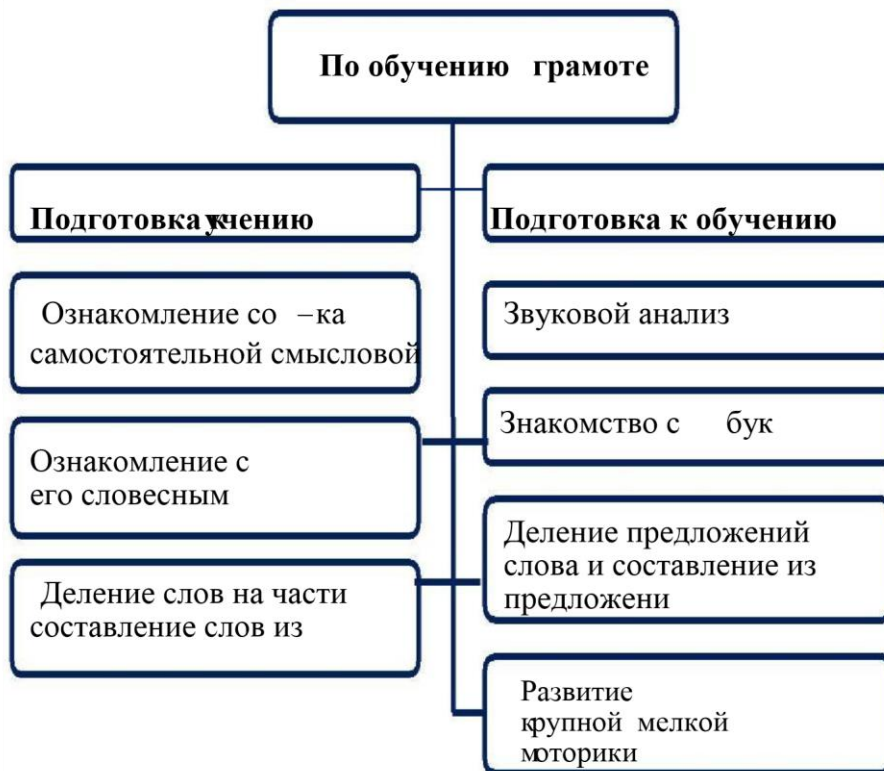 По обучению грамоте
Подготовка учению
Подготовка к обучению
Ознакомление со –ка
самостоятельной смысловой
Ознакомление с
его словесным
Деление слов на части
составление слов из
Звуковой анализ
Знакомство с бук
Деление предложений
слова и составление из
предложени
Развитие
крупной мелкой
моторики